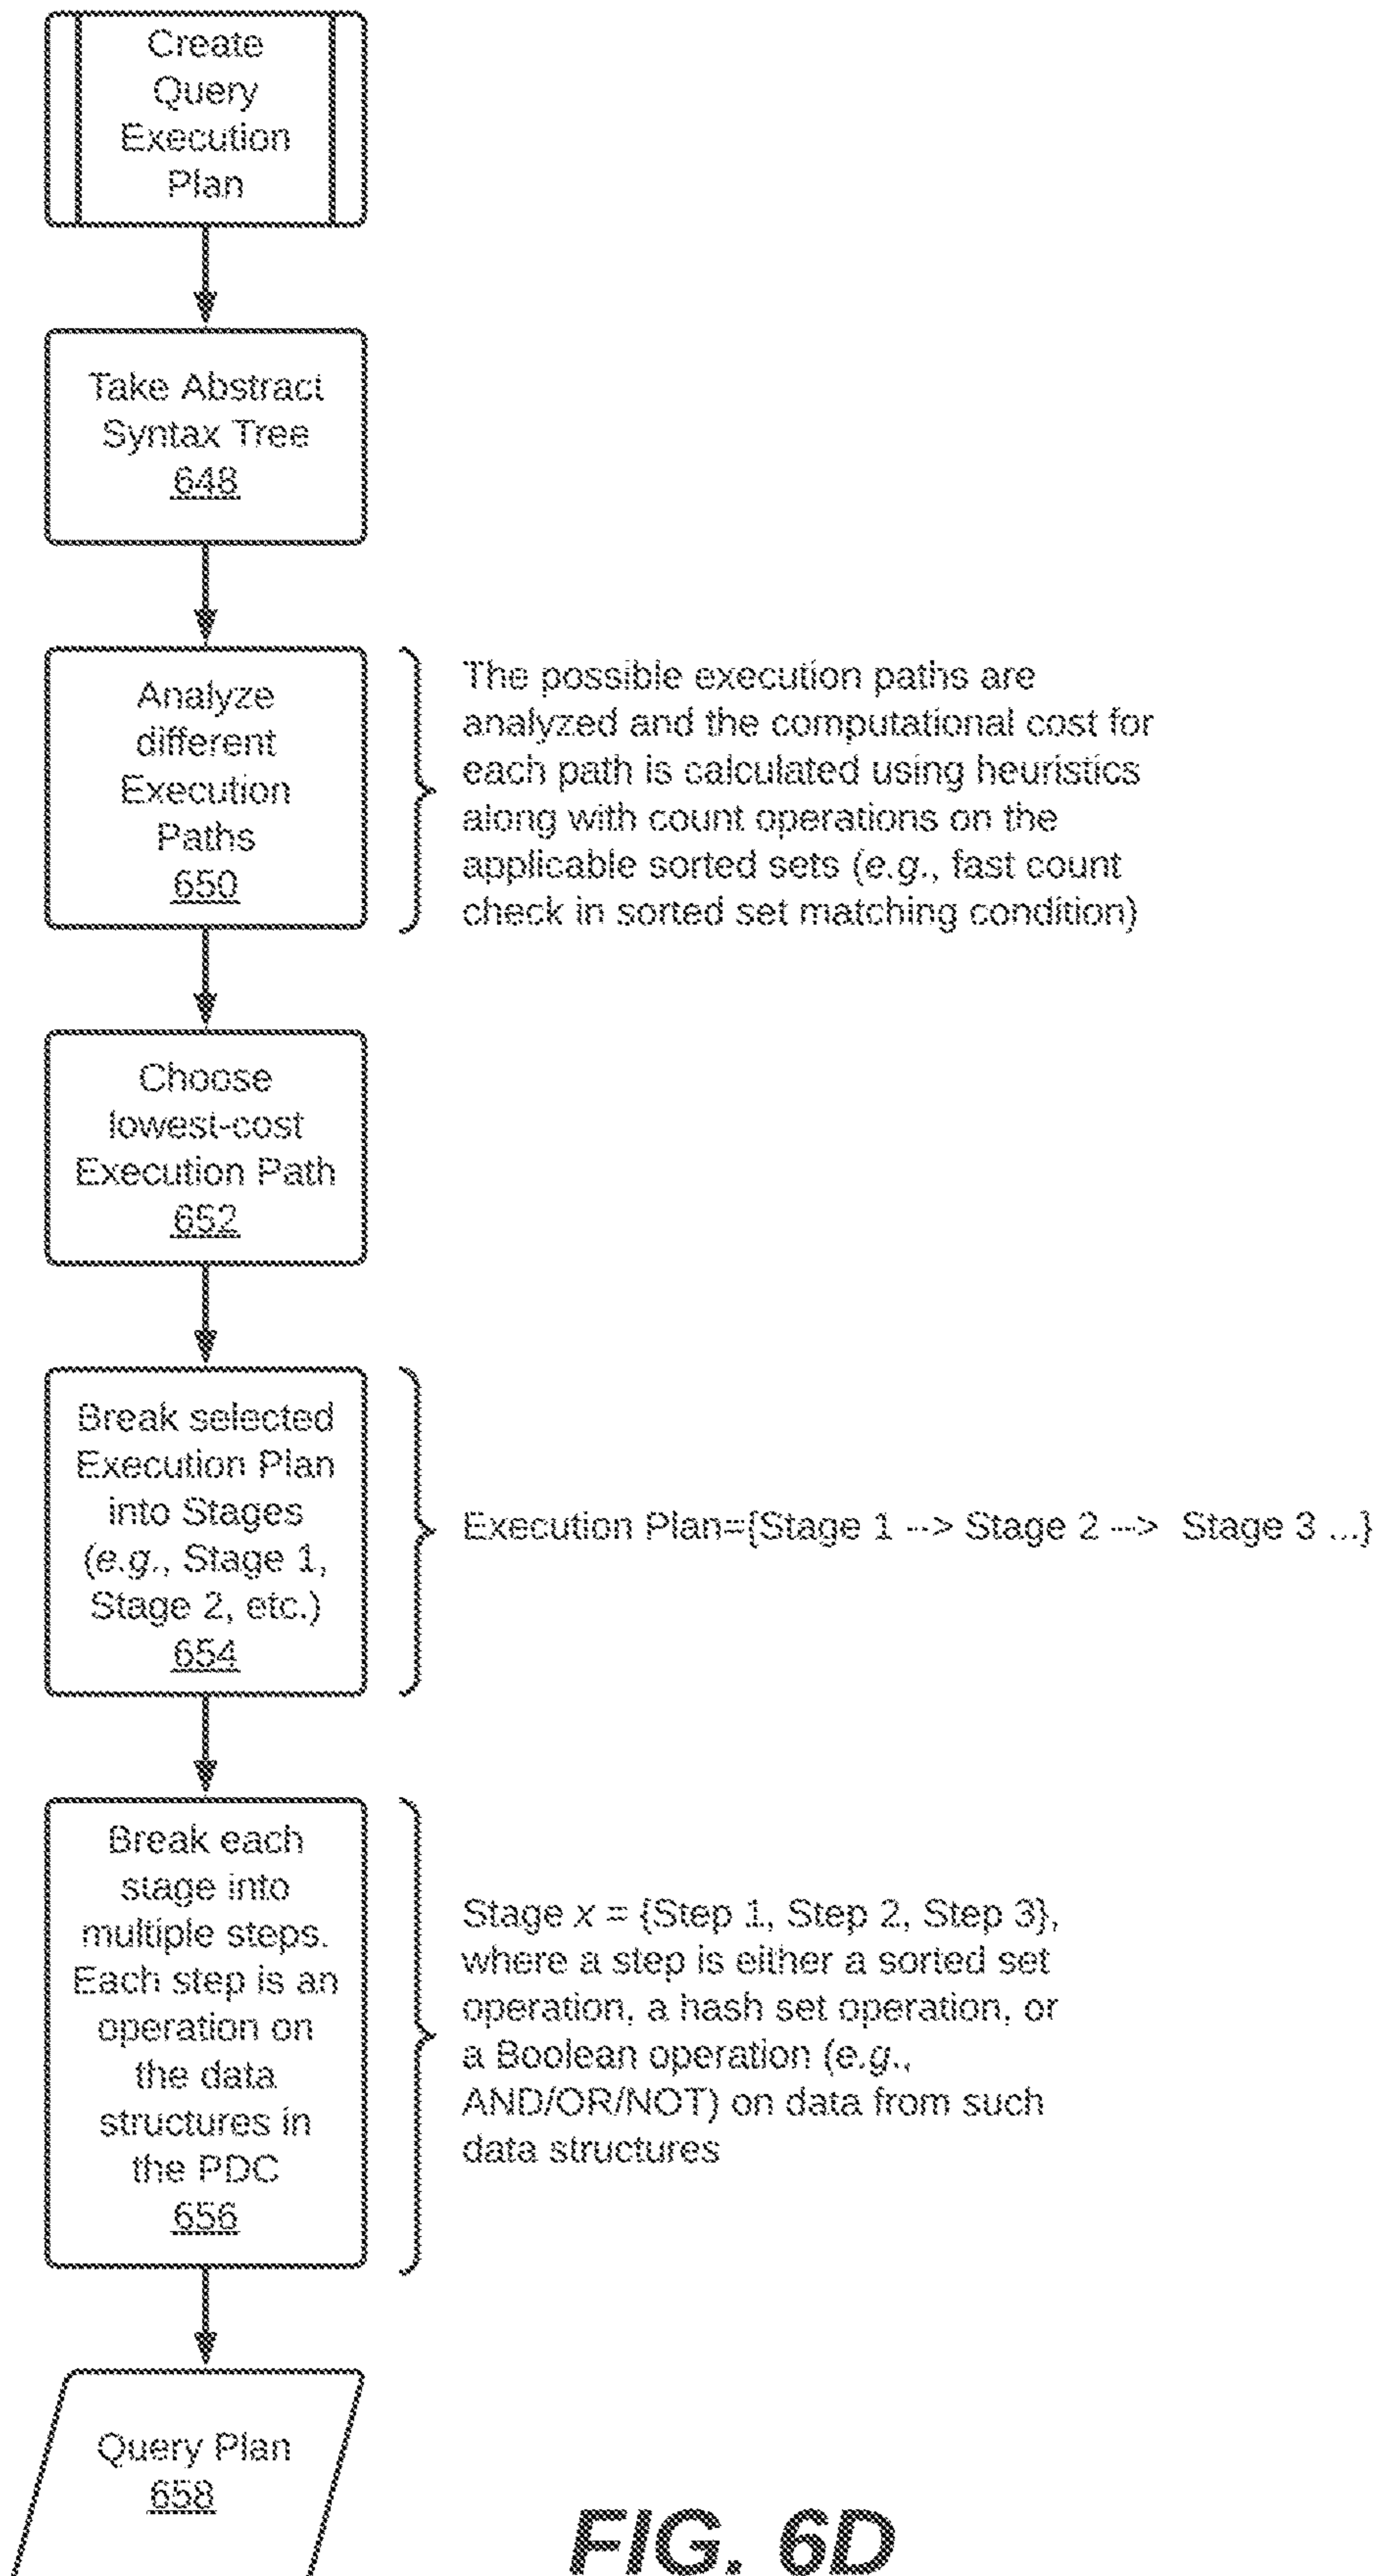 Create
Query
Execution
Plan
Take Abstract
Syntax Tree
648
Analyze
different
Execution
Paths
650
The possible execution paths are
analyzed and the computational cost for
each path is calculated using heuristics
along with count operations on the
applicable sorted sets (e.g., fast count
check in sorted set matching condition)
Choose
lowest-cost
Execution Path
652
Break selected
Execution Plan
into Stages
(e.g., Stage 1,
Stage 2, etc.)
654
Execution Plan={Stage 1 --> Stage 2 --> Stage 3 ...}
Break each
stage into
multiple steps.
Each step is an
operation on
the data
structures in
the PDC
656
Stage x = {Step 1, Step 2, Step 3},
where a step is either a sorted set
operation, a hash set operation, or
a Boolean operation (e.g.,
AND/OR/NOT) on data from such
data structures
Query Plan
658
FIG. 6D